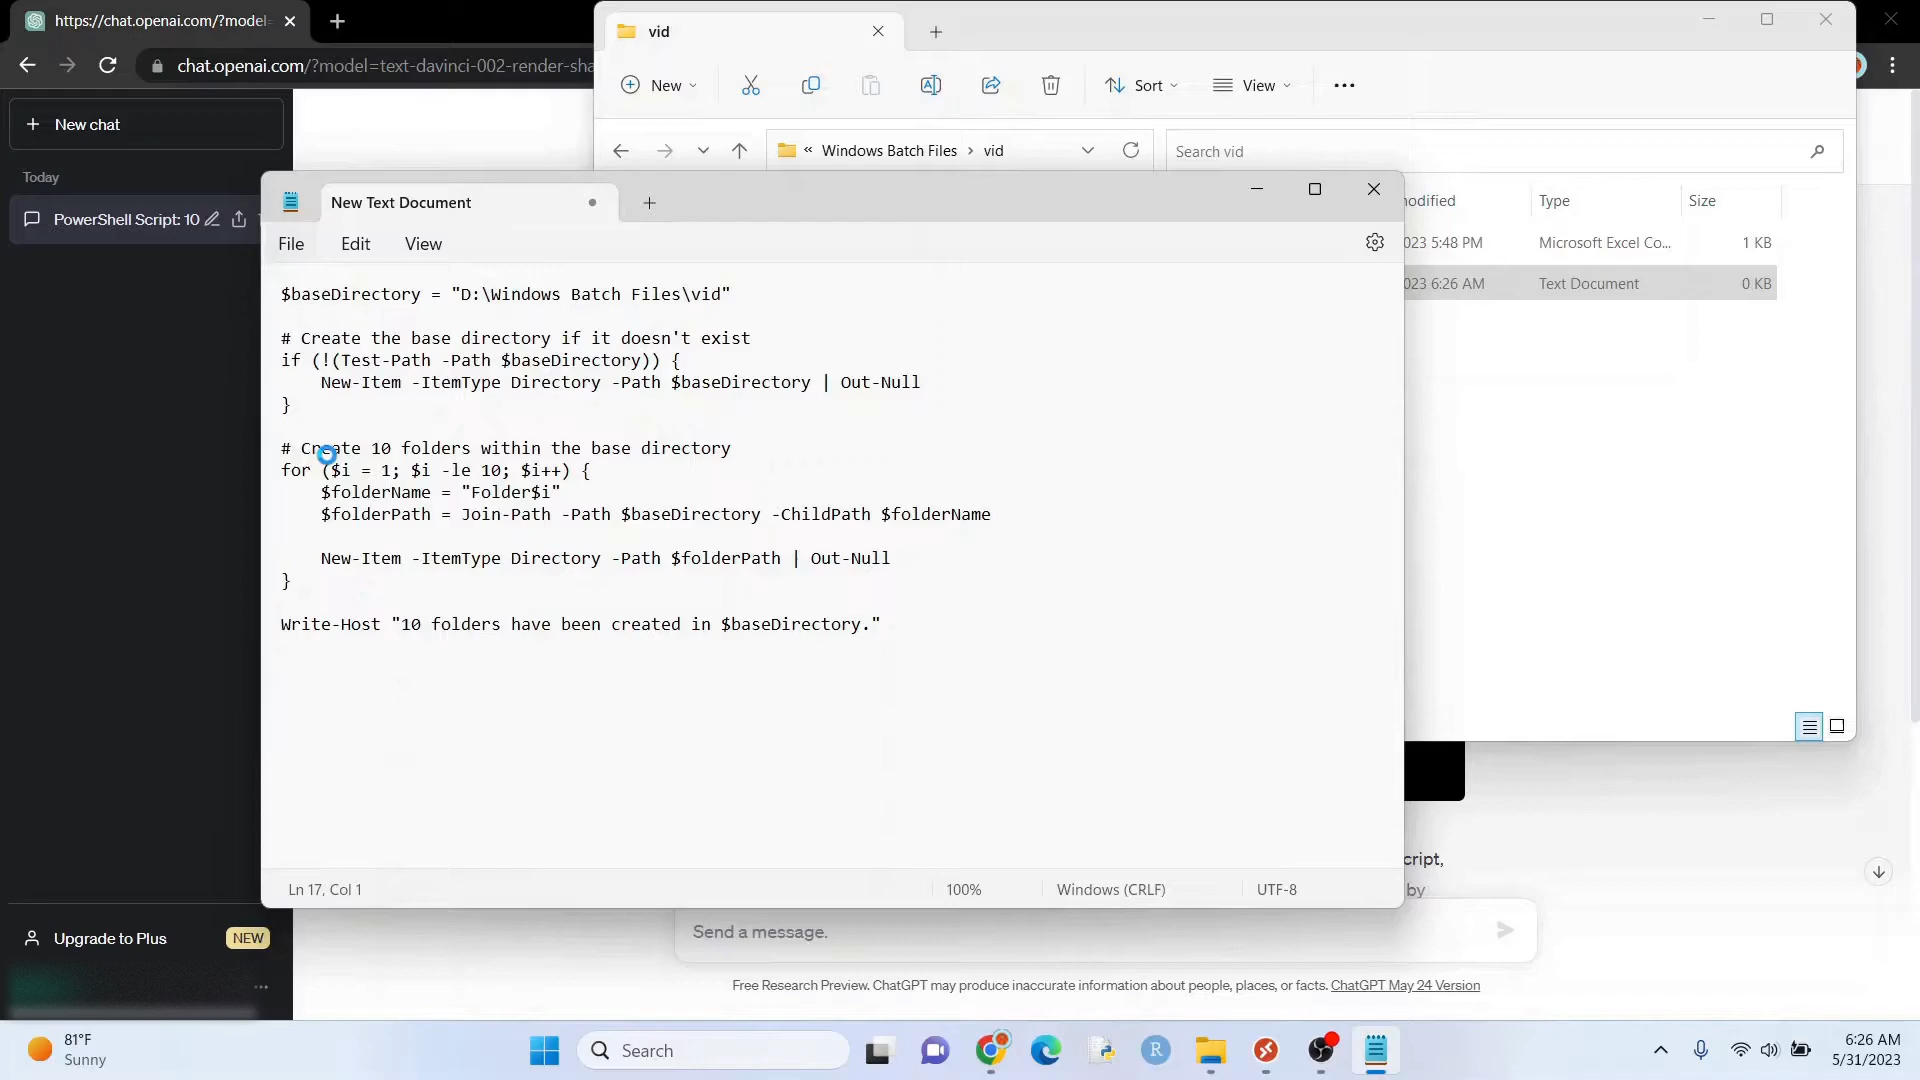 https://chat.openai.com/?model=
chat.openai.com/?model=text-davinci-002-render-sha
New chat
Today
PowerShell Script: 10
Upgrade to Plus
NEW
vid
New
Sort
View
« Windows Batch Files > vid
Search vid
Type
Size
023 5:48 PM
Microsoft Excel Co...
1 KB
023 6:26 AM
Text Document
0 KB
New Text Document
File
Edit
View
$baseDirectory = "D:\Windows Batch Files\vid"
# Create the base directory if it doesn't exist
if (!(Test-Path -Path $baseDirectory)) {
New-Item -ItemType Directory -Path $baseDirectory | Out-Null
}
# Create 10 folders within the base directory
for ($i = 1; $i -le 10; $i++) {
$folderName = "Folder$i"
$folderPath = Join-Path -Path $baseDirectory -ChildPath $folderName
New-Item -ItemType Directory -Path $folderPath | Out-Null
}
Write-Host "10 folders have been created in $baseDirectory."
Ln 17, Col 1
100%
Windows (CRLF)
UTF-8
cript,
by
Send a message.
Free Research Preview. ChatGPT may produce inaccurate information about people, places, or facts. ChatGPT May 24 Version
81°F
Sunny
Search
6:26 AM
5/31/2023